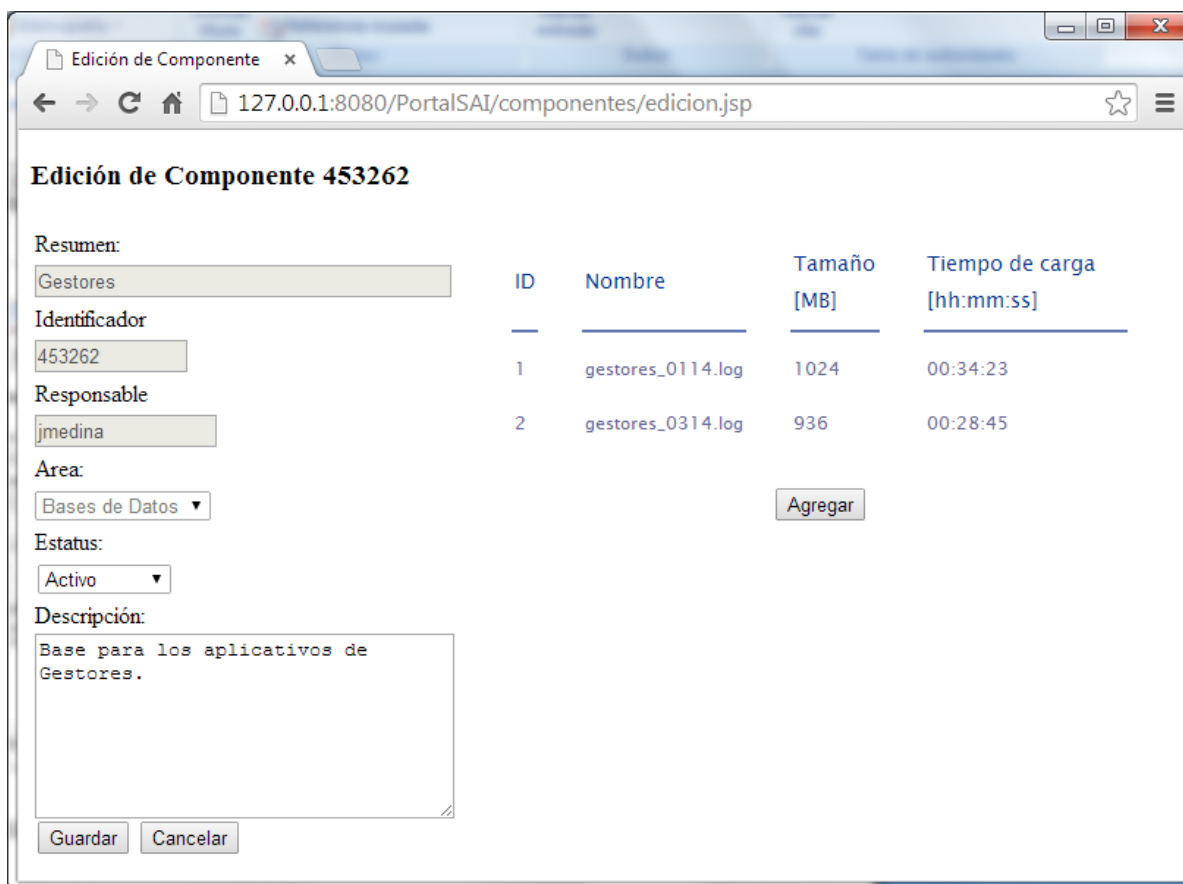 Edición de Componente
127.0.0.1:8080/PortalSAI/componentes/edicion.jsp
Edición de Componente 453262
Resumen:
Gestores
Identificador
453262
Responsable
jmedina
Area:
Bases de Datos
Estatus:
Activo
Descripción:
Base para los aplicativos de
Gestores.
Guardar Cancelar
ID Nombre Tamaño [MB] Tiempo de carga [hh:mm:ss]
1 gestores_0114.log 1024 00:34:23
2 gestores_0314.log 936 00:28:45
Agregar